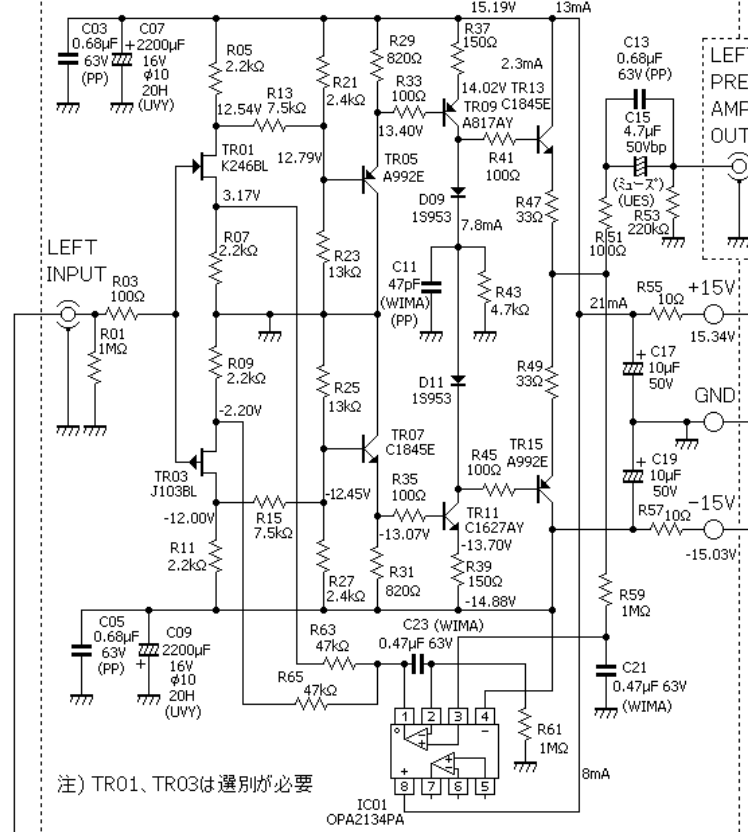 15.19V
13mA
C03
0.68μF
63V
(PP)
C07
2200μF
16V
φ10
20H
(UVY)
+
R05
2.2kΩ
R13
7.5kΩ
12.54V
R21
2.4kΩ
R29
820Ω
R33
100Ω
R37
150Ω
2.3mA
14.02V
TR13
C1845E
TR09
A817AY
13.40V
C13
0.68μF
63V(PP)
C15
4.7μF
50Vbp
(ミューズ)
(UES)
LEFT
PRE
AMP
OUT
TR01
K246BL
12.79V
TR05
A992E
R41
100Ω
3.17V
D09
1S953
7.8mA
R47
33Ω
R51
100Ω
R53
220kΩ
LEFT
INPUT
R03
100Ω
R01
1MΩ
R07
2.2kΩ
R23
13kΩ
C11
47pF
(WIMA)
(PP)
R43
4.7kΩ
21mA
R55
10Ω
+15V
15.34V
R09
2.2kΩ
R25
13kΩ
D11
1S953
R49
33Ω
+
C17
10μF
50V
GND
-2.20V
TR03
J103BL
TR07
C1845E
R45
100Ω
TR15
A992E
+
C19
10μF
50V
-12.00V
R15
7.5kΩ
-12.45V
R35
100Ω
-13.07V
TR11
C1627AY
-13.70V
R57
10Ω
-15V
-15.03V
R11
2.2kΩ
R27
2.4kΩ
R31
820Ω
R39
150Ω
-14.88V
R59
1MΩ
C05
0.68μF
63V
(PP)
C09
2200μF
16V
φ10
20H
(UVY)
+
R63
47kΩ
R65
47kΩ
C23 (WIMA)
0.47μF 63V
C21
0.47μF 63V
(WIMA)
R61
1MΩ
1 2 3 4
-
+
-
+
+
-
8 7 6 5
8mA
IC01
OPA2134PA
注) TR01、TR03は選別が必要